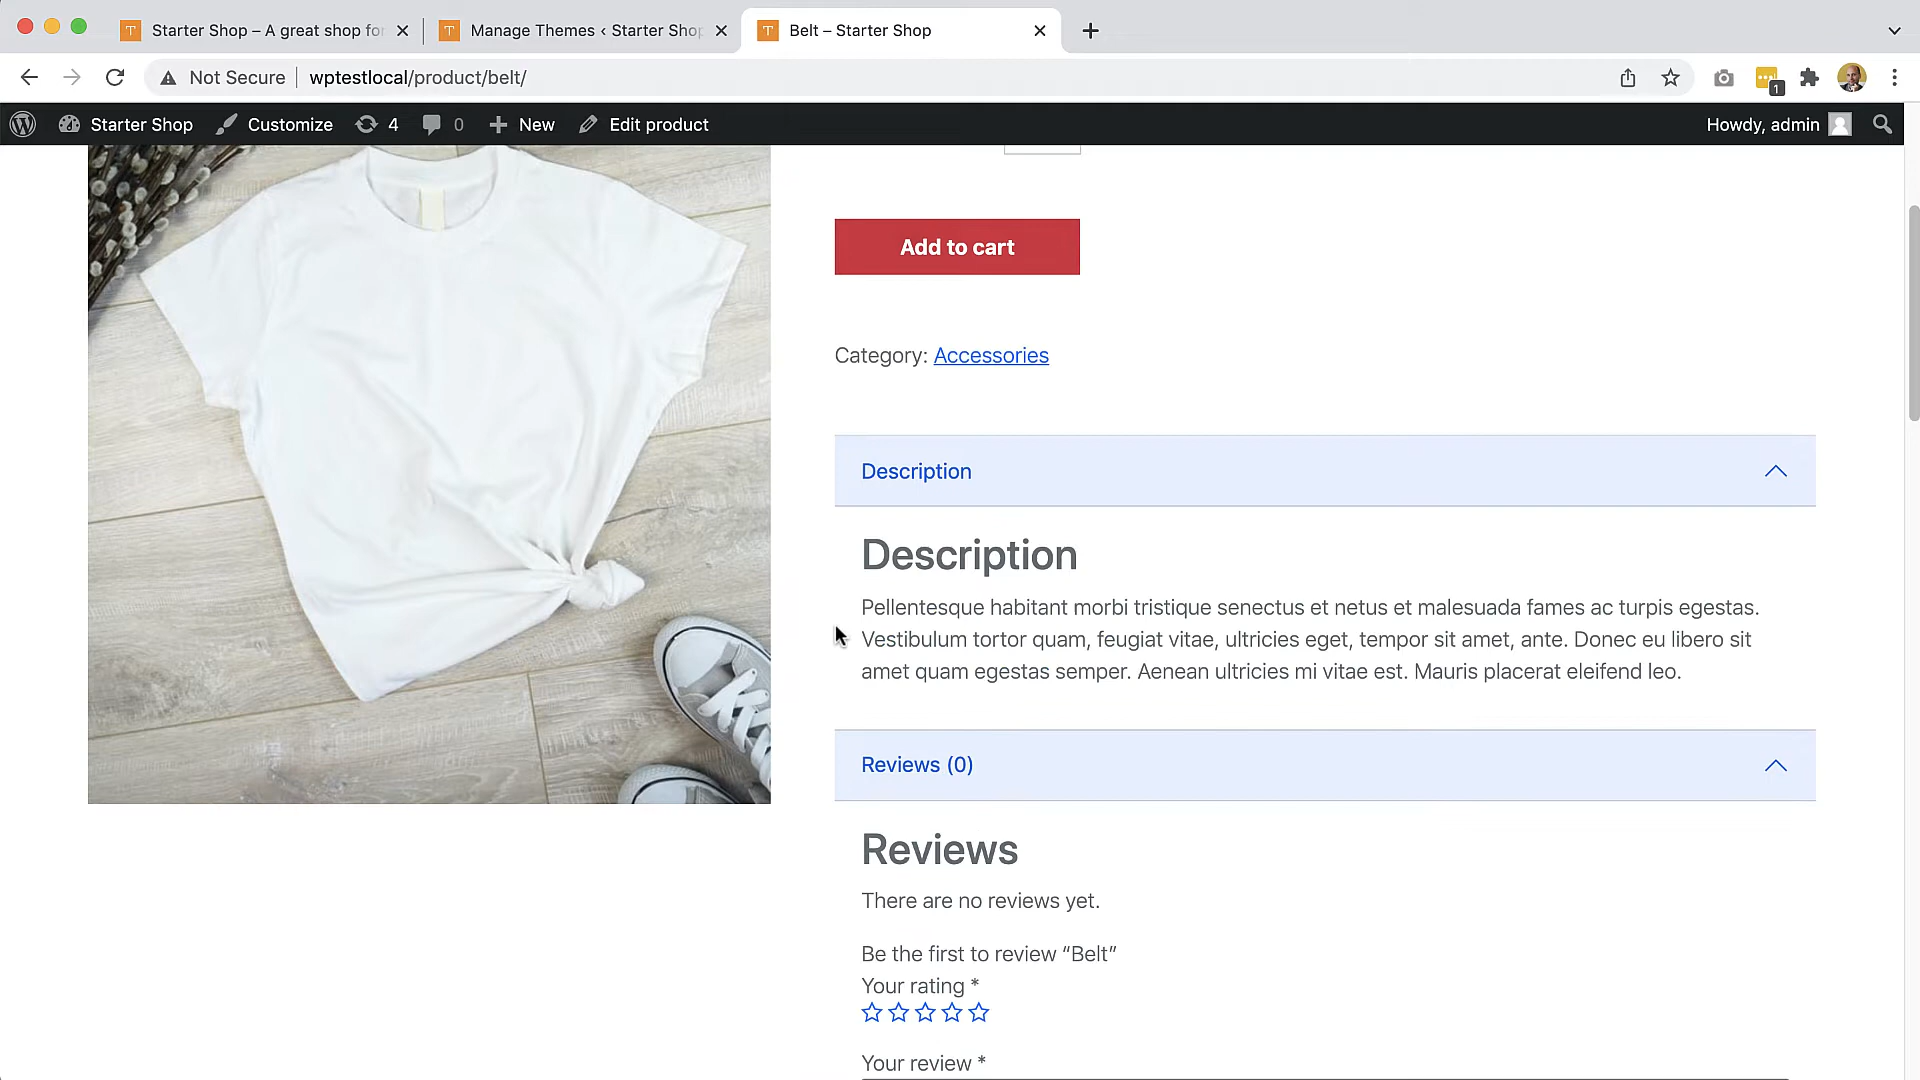 Starter Shop – A great shop for
Manage Themes ‹ Starter Shop
Belt – Starter Shop
Not Secure
wptestlocal/product/belt/
1
Starter Shop
Customize
4
0
New
Edit product
Howdy, admin
Add to cart
Category: Accessories
Description
Description
Pellentesque habitant morbi tristique senectus et netus et malesuada fames ac turpis egestas.
Vestibulum tortor quam, feugiat vitae, ultricies eget, tempor sit amet, ante. Donec eu libero sit
amet quam egestas semper. Aenean ultricies mi vitae est. Mauris placerat eleifend leo.
Reviews (0)
Reviews
There are no reviews yet.
Be the first to review “Belt”
Your rating *
Your review *